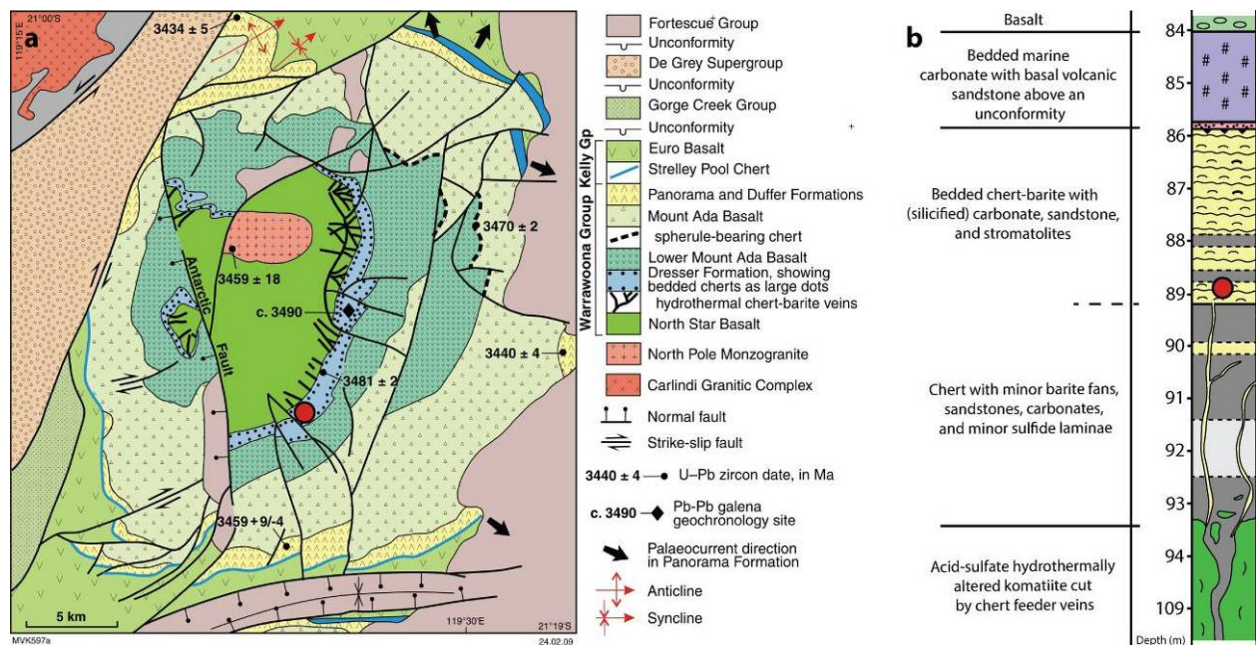 21°00'S
119°15'E
a
3434 ± 5
3470 ± 2
3459 ± 18
Antarctic
Fault
c. 3490
3440 ± 4
3481 ± 2
3459 + 9/-4
5 km
119°30'E
21°19'S
MVK597a
24.02.09
Fortescue Group
Unconformity
De Grey Supergroup
Unconformity
Gorge Creek Group
Unconformity
Euro Basalt
Strelley Pool Chert
Panorama and Duffer Formations
Mount Ada Basalt
spherule-bearing chert
Lower Mount Ada Basalt
Dresser Formation, showing
bedded cherts as large dots
hydrothermal chert-barite veins
North Star Basalt
Kelly Gp
Warrawoona Group
North Pole Monzogranite
Carlindi Granitic Complex
Normal fault
Strike-slip fault
3440 ± 4
U–Pb zircon date, in Ma
c. 3490
Pb-Pb galena
geochronology site
Palaeocurrent direction
in Panorama Formation
Anticline
Syncline
b
Basalt
Bedded marine
carbonate with basal volcanic
sandstone above an
unconformity
Bedded chert-barite with
(silicified) carbonate, sandstone,
and stromatolites
Chert with minor barite fans,
sandstones, carbonates,
and minor sulfide laminae
Acid-sulfate hydrothermally
altered komatiite cut
by chert feeder veins
84
85
86
87
88
89
90
91
92
93
94
109
Depth (m)